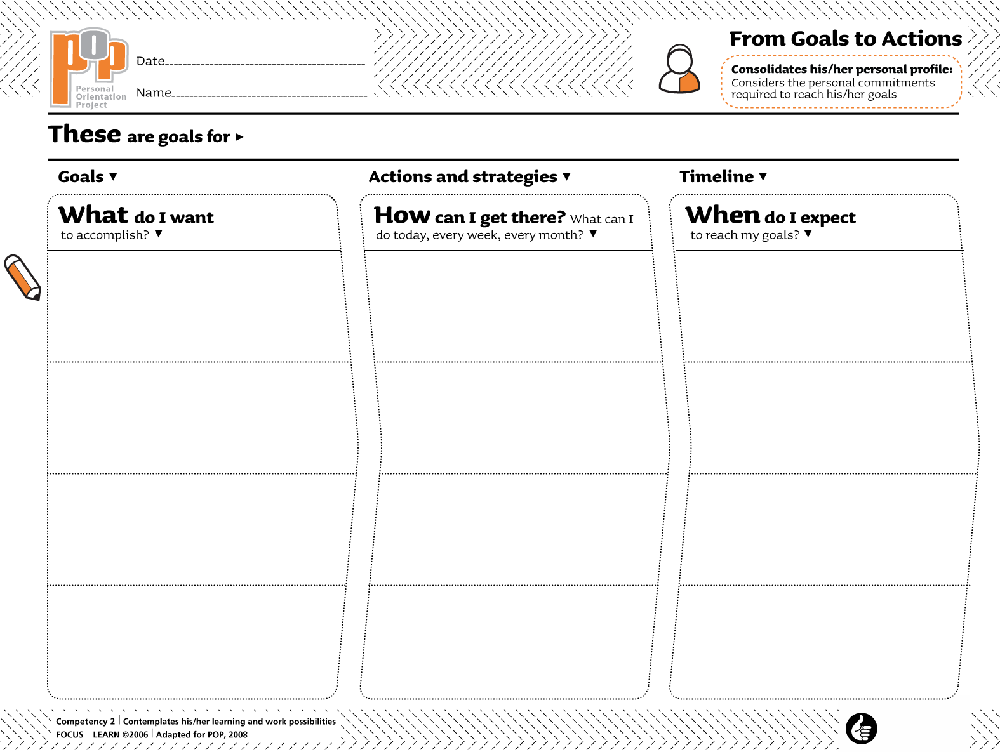 pop
Personal
Orientation
Project
Date
Name
From Goals to Actions
Consolidates his/her personal profile:
Considers the personal commitments
required to reach his/her goals
These are goals for ►
Goals ▼
What do I want
to accomplish? ▼
Actions and strategies ▼
How can I get there? What can I
do today, every week, every month? ▼
Timeline ▼
When do I expect
to reach my goals? ▼
Competency 2 | Contemplates his/her learning and work possibilities
FOCUS LEARN ©2006 | Adapted for POP, 2008